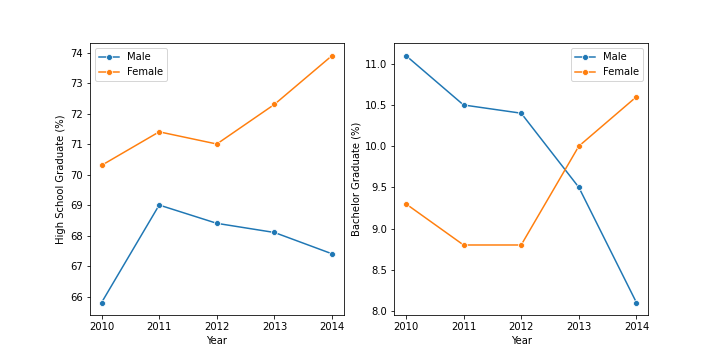 High School Graduate (%)
74
73
72
71
70
69
68
67
66
Male
Female
2010 2011 2012 2013 2014
Year
Bachelor Graduate (%)
11.0
10.5
10.0
9.5
9.0
8.5
8.0
Male
Female
2010 2011 2012 2013 2014
Year